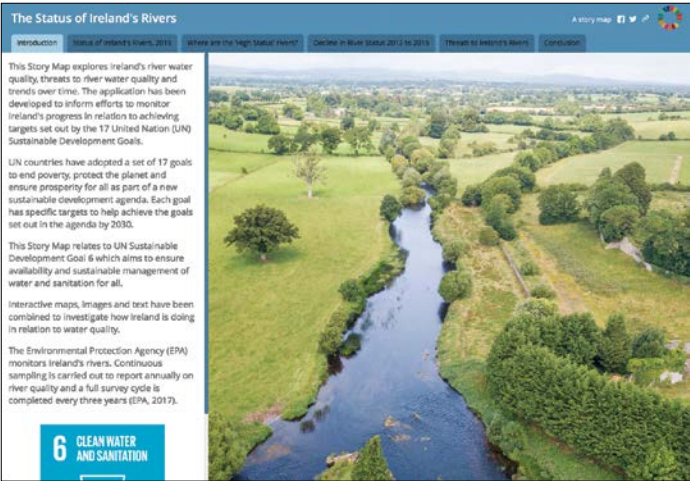 The Status of Ireland's Rivers
A story map
Introduction
Status of Ireland's Rivers, 2015
Where are the 'High Status' rivers?
Decline in River Status 2013 to 2015
Threats to Ireland's Rivers
Conclusion
This Story Map explores Ireland's river water
quality, threats to river water quality and
trends over time. The application has been
developed to inform efforts to monitor
Ireland's progress in relation to achieving
targets set out by the 17 United Nation (UN)
Sustainable Development Goals.
UN countries have adopted a set of 17 goals
to end poverty, protect the planet and
ensure prosperity for all as part of a new
sustainable development agenda. Each goal
has specific targets to help achieve the goals
set out in the agenda by 2030.
This Story Map relates to UN Sustainable
Development Goal 6 which aims to ensure
availability and sustainable management of
water and sanitation for all.
Interactive maps, images and text have been
combined to investigate how Ireland is doing
in relation to water quality.
The Environmental Protection Agency (EPA)
monitors Ireland's rivers. Continuous
sampling is carried out to report annually on
river quality and a full survey cycle is
completed every three years (EPA, 2017).
6 CLEAN WATER
AND SANITATION